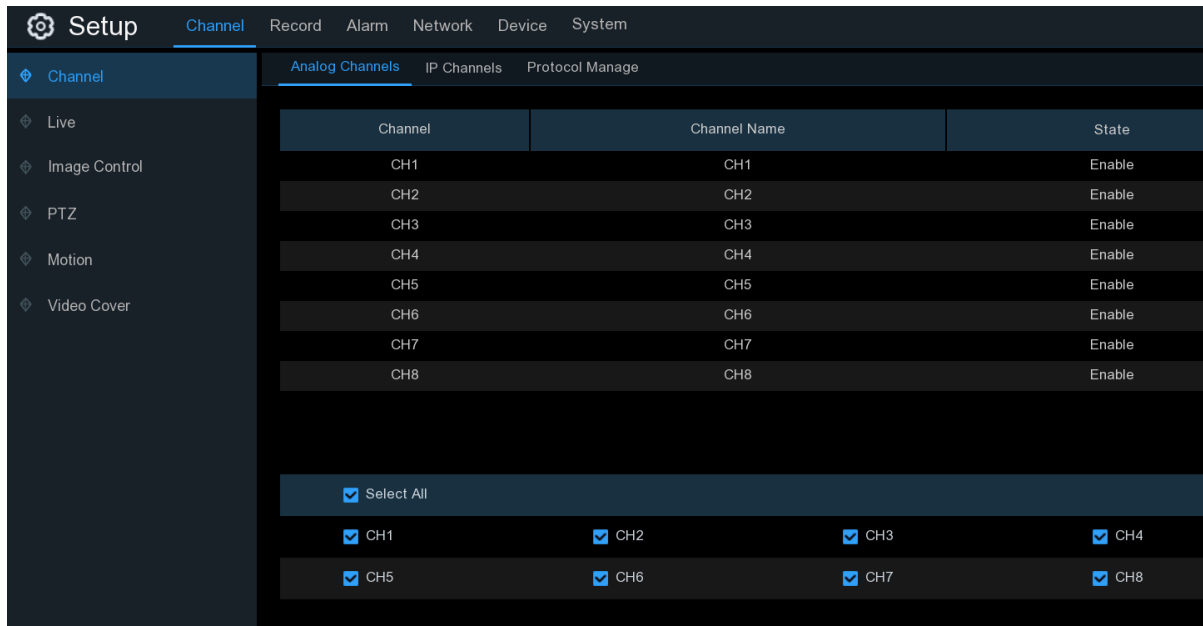 Setup Channel Record Alarm Network Device System
Channel
Live
Image Control
PTZ
Motion
Video Cover
Analog Channels IP Channels Protocol Manage
Channel Channel Name State
CH1 CH1 Enable
CH2 CH2 Enable
CH3 CH3 Enable
CH4 CH4 Enable
CH5 CH5 Enable
CH6 CH6 Enable
CH7 CH7 Enable
CH8 CH8 Enable
Select All
CH1 CH2 CH3 CH4
CH5 CH6 CH7 CH8